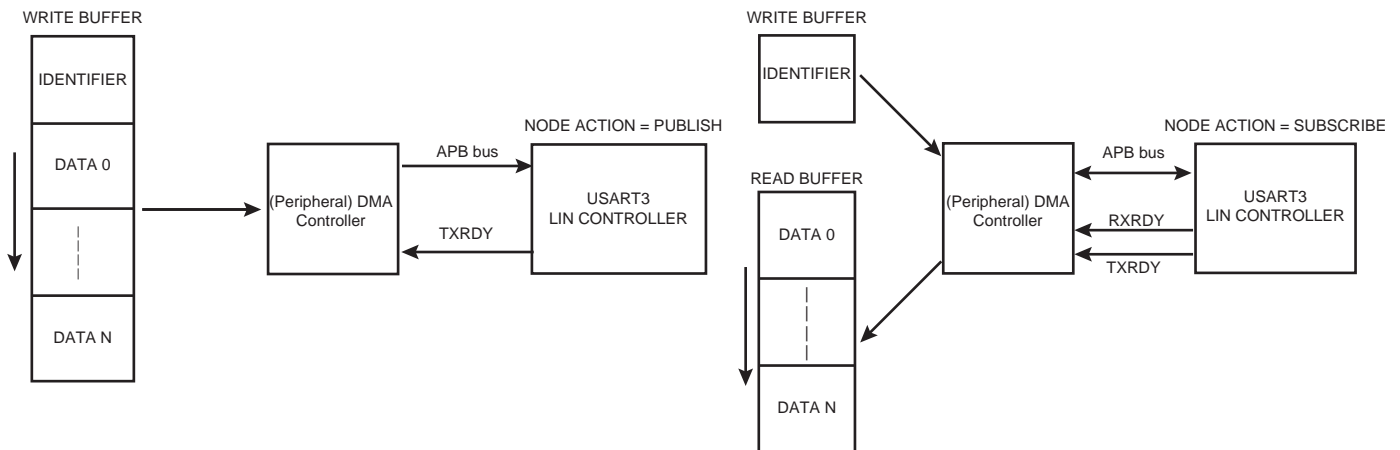 WRITE BUFFER
IDENTIFIER
DATA 0
DATA N
(Peripheral) DMA
Controller
APB bus
TXRDY
NODE ACTION = PUBLISH
USART3
LIN CONTROLLER
WRITE BUFFER
IDENTIFIER
READ BUFFER
DATA 0
DATA N
(Peripheral) DMA
Controller
APB bus
RXRDY
TXRDY
NODE ACTION = SUBSCRIBE
USART3
LIN CONTROLLER